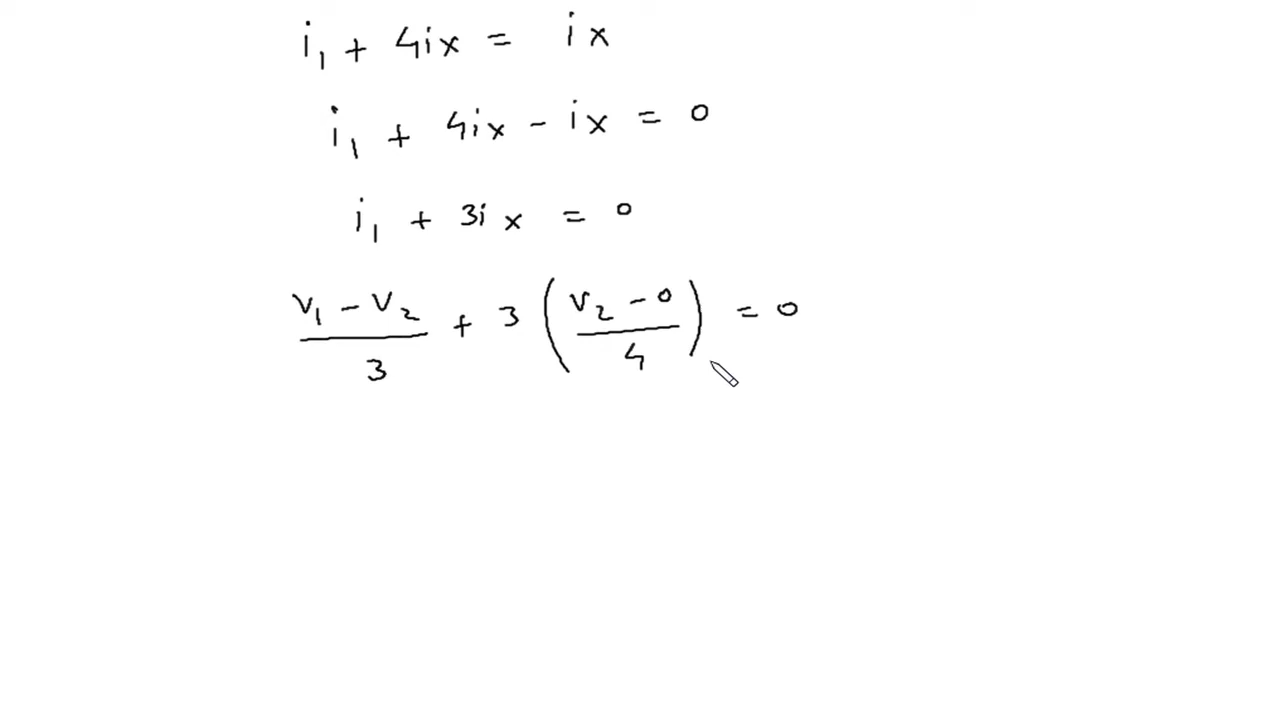 i₁ + 4ix = ix
i₁ + 4ix - ix = 0
i₁ + 3ix = 0
(v₁ - v₂)/3 + 3 ((v₂ - 0)/4) = 0